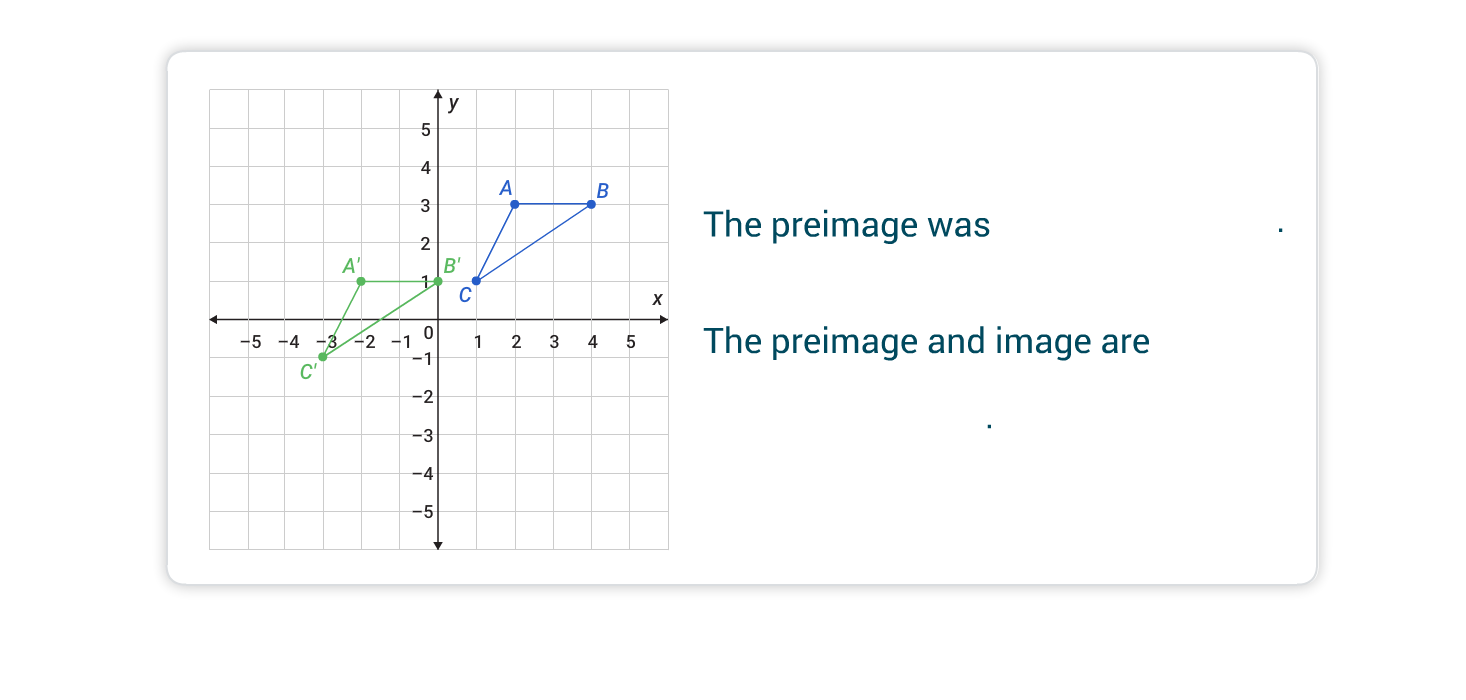 y
5
4
A B
3
2
A' B'
1
C
x
0
−5 −4 −3 −2 −1 1 2 3 4 5
−1
C'
−2
−3
−4
−5
The preimage was .
The preimage and image are
.